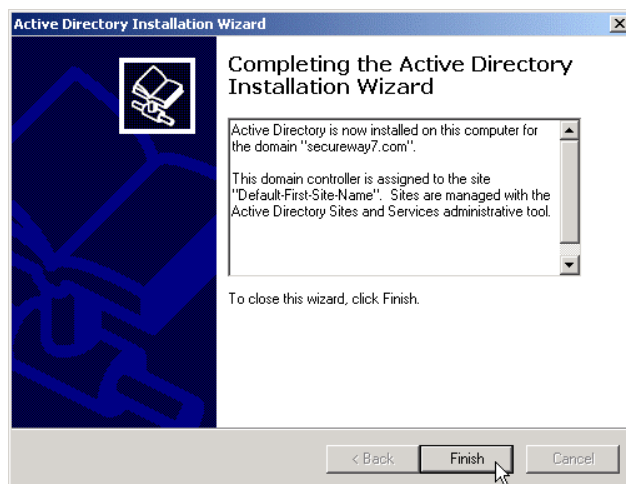 Active Directory Installation Wizard
Completing the Active Directory
Installation Wizard
Active Directory is now installed on this computer for
the domain "secureway7.com".
This domain controller is assigned to the site
"Default-First-Site-Name".  Sites are managed with the
Active Directory Sites and Services administrative tool.
To close this wizard, click Finish.
< Back
Finish
Cancel